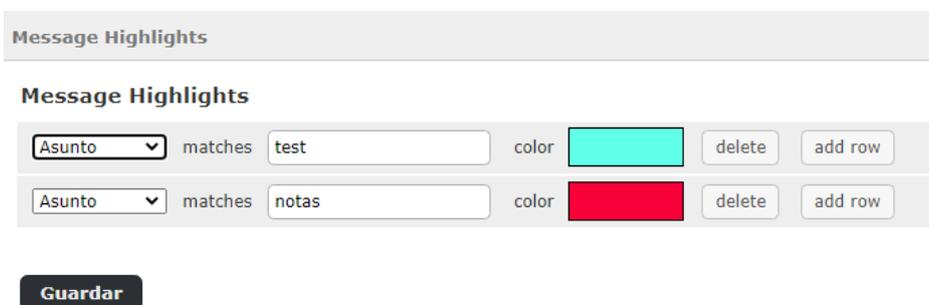 Message Highlights
Message Highlights
Asunto matches test color delete add row
Asunto matches notas color delete add row
Guardar